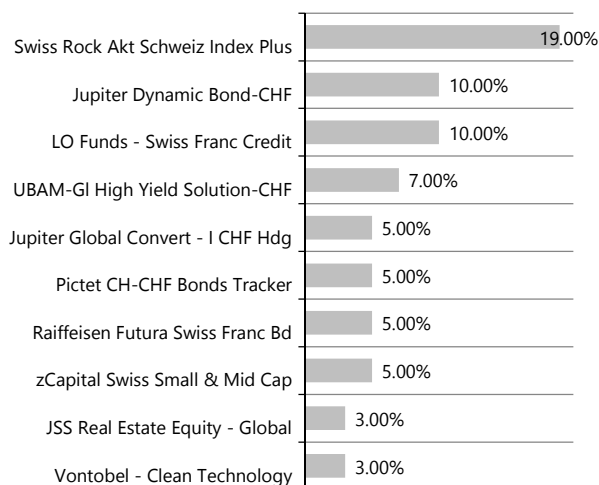 Swiss Rock Akt Schweiz Index Plus 19.00%
Jupiter Dynamic Bond-CHF 10.00%
LO Funds - Swiss Franc Credit 10.00%
UBAM-Gl High Yield Solution-CHF 7.00%
Jupiter Global Convert - I CHF Hdg 5.00%
Pictet CH-CHF Bonds Tracker 5.00%
Raiffeisen Futura Swiss Franc Bd 5.00%
zCapital Swiss Small & Mid Cap 5.00%
JSS Real Estate Equity - Global 3.00%
Vontobel - Clean Technology 3.00%